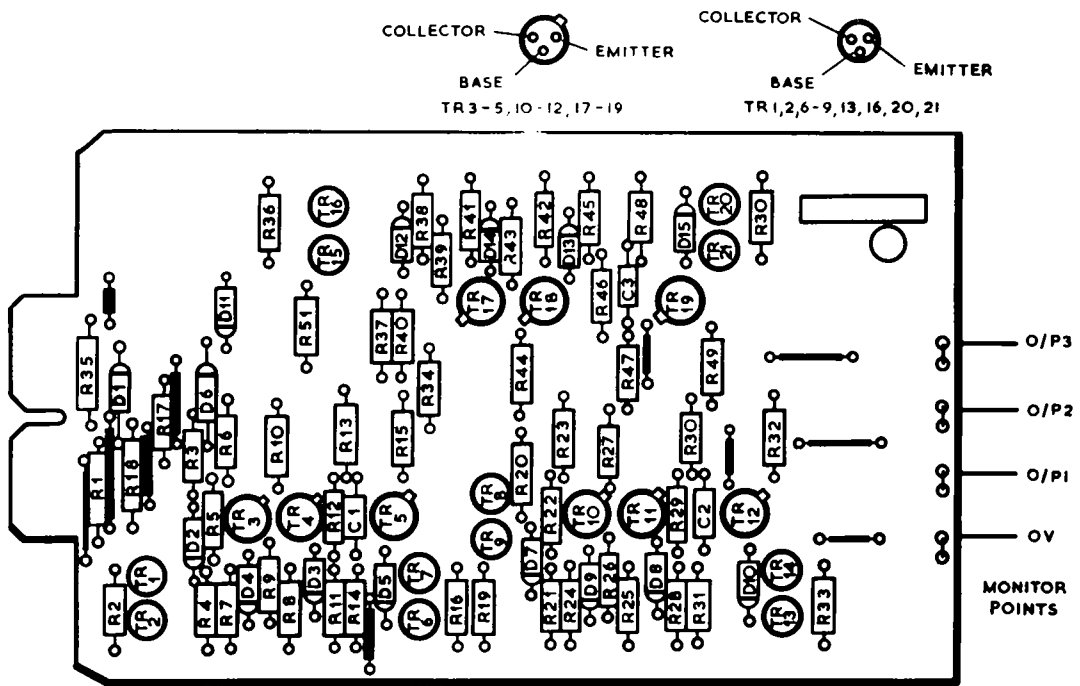 COLLECTOR
EMITTER
BASE
TR3-5,10-12,17-19
COLLECTOR
EMITTER
BASE
TR1,2,6-9,13,16,20,21
R36
TR16
TR15
D12
R38
R39
R41
D14
R43
R42
D13
R45
R46
C3
R48
D15
TR20
TR21
R30
D11
R51
R37
R40
R34
TR17
TR18
TR19
R44
R47
R49
R35
D1
R17
D6
R3
R6
R10
R13
R15
R1
R18
R20
R23
R27
R30
R32
D2
R5
TR3
TR4
R12
C1
TR5
TR8
TR9
R22
TR10
TR11
R29
C2
TR12
D7
R2
TR1
TR2
R4
R7
D4
R9
R8
D3
R11
R14
D5
TR7
TR6
R16
R19
R21
R24
D9
R26
R25
D8
R28
R31
D10
TR14
TR13
R33
O/P3
O/P2
O/P1
OV
MONITOR
POINTS